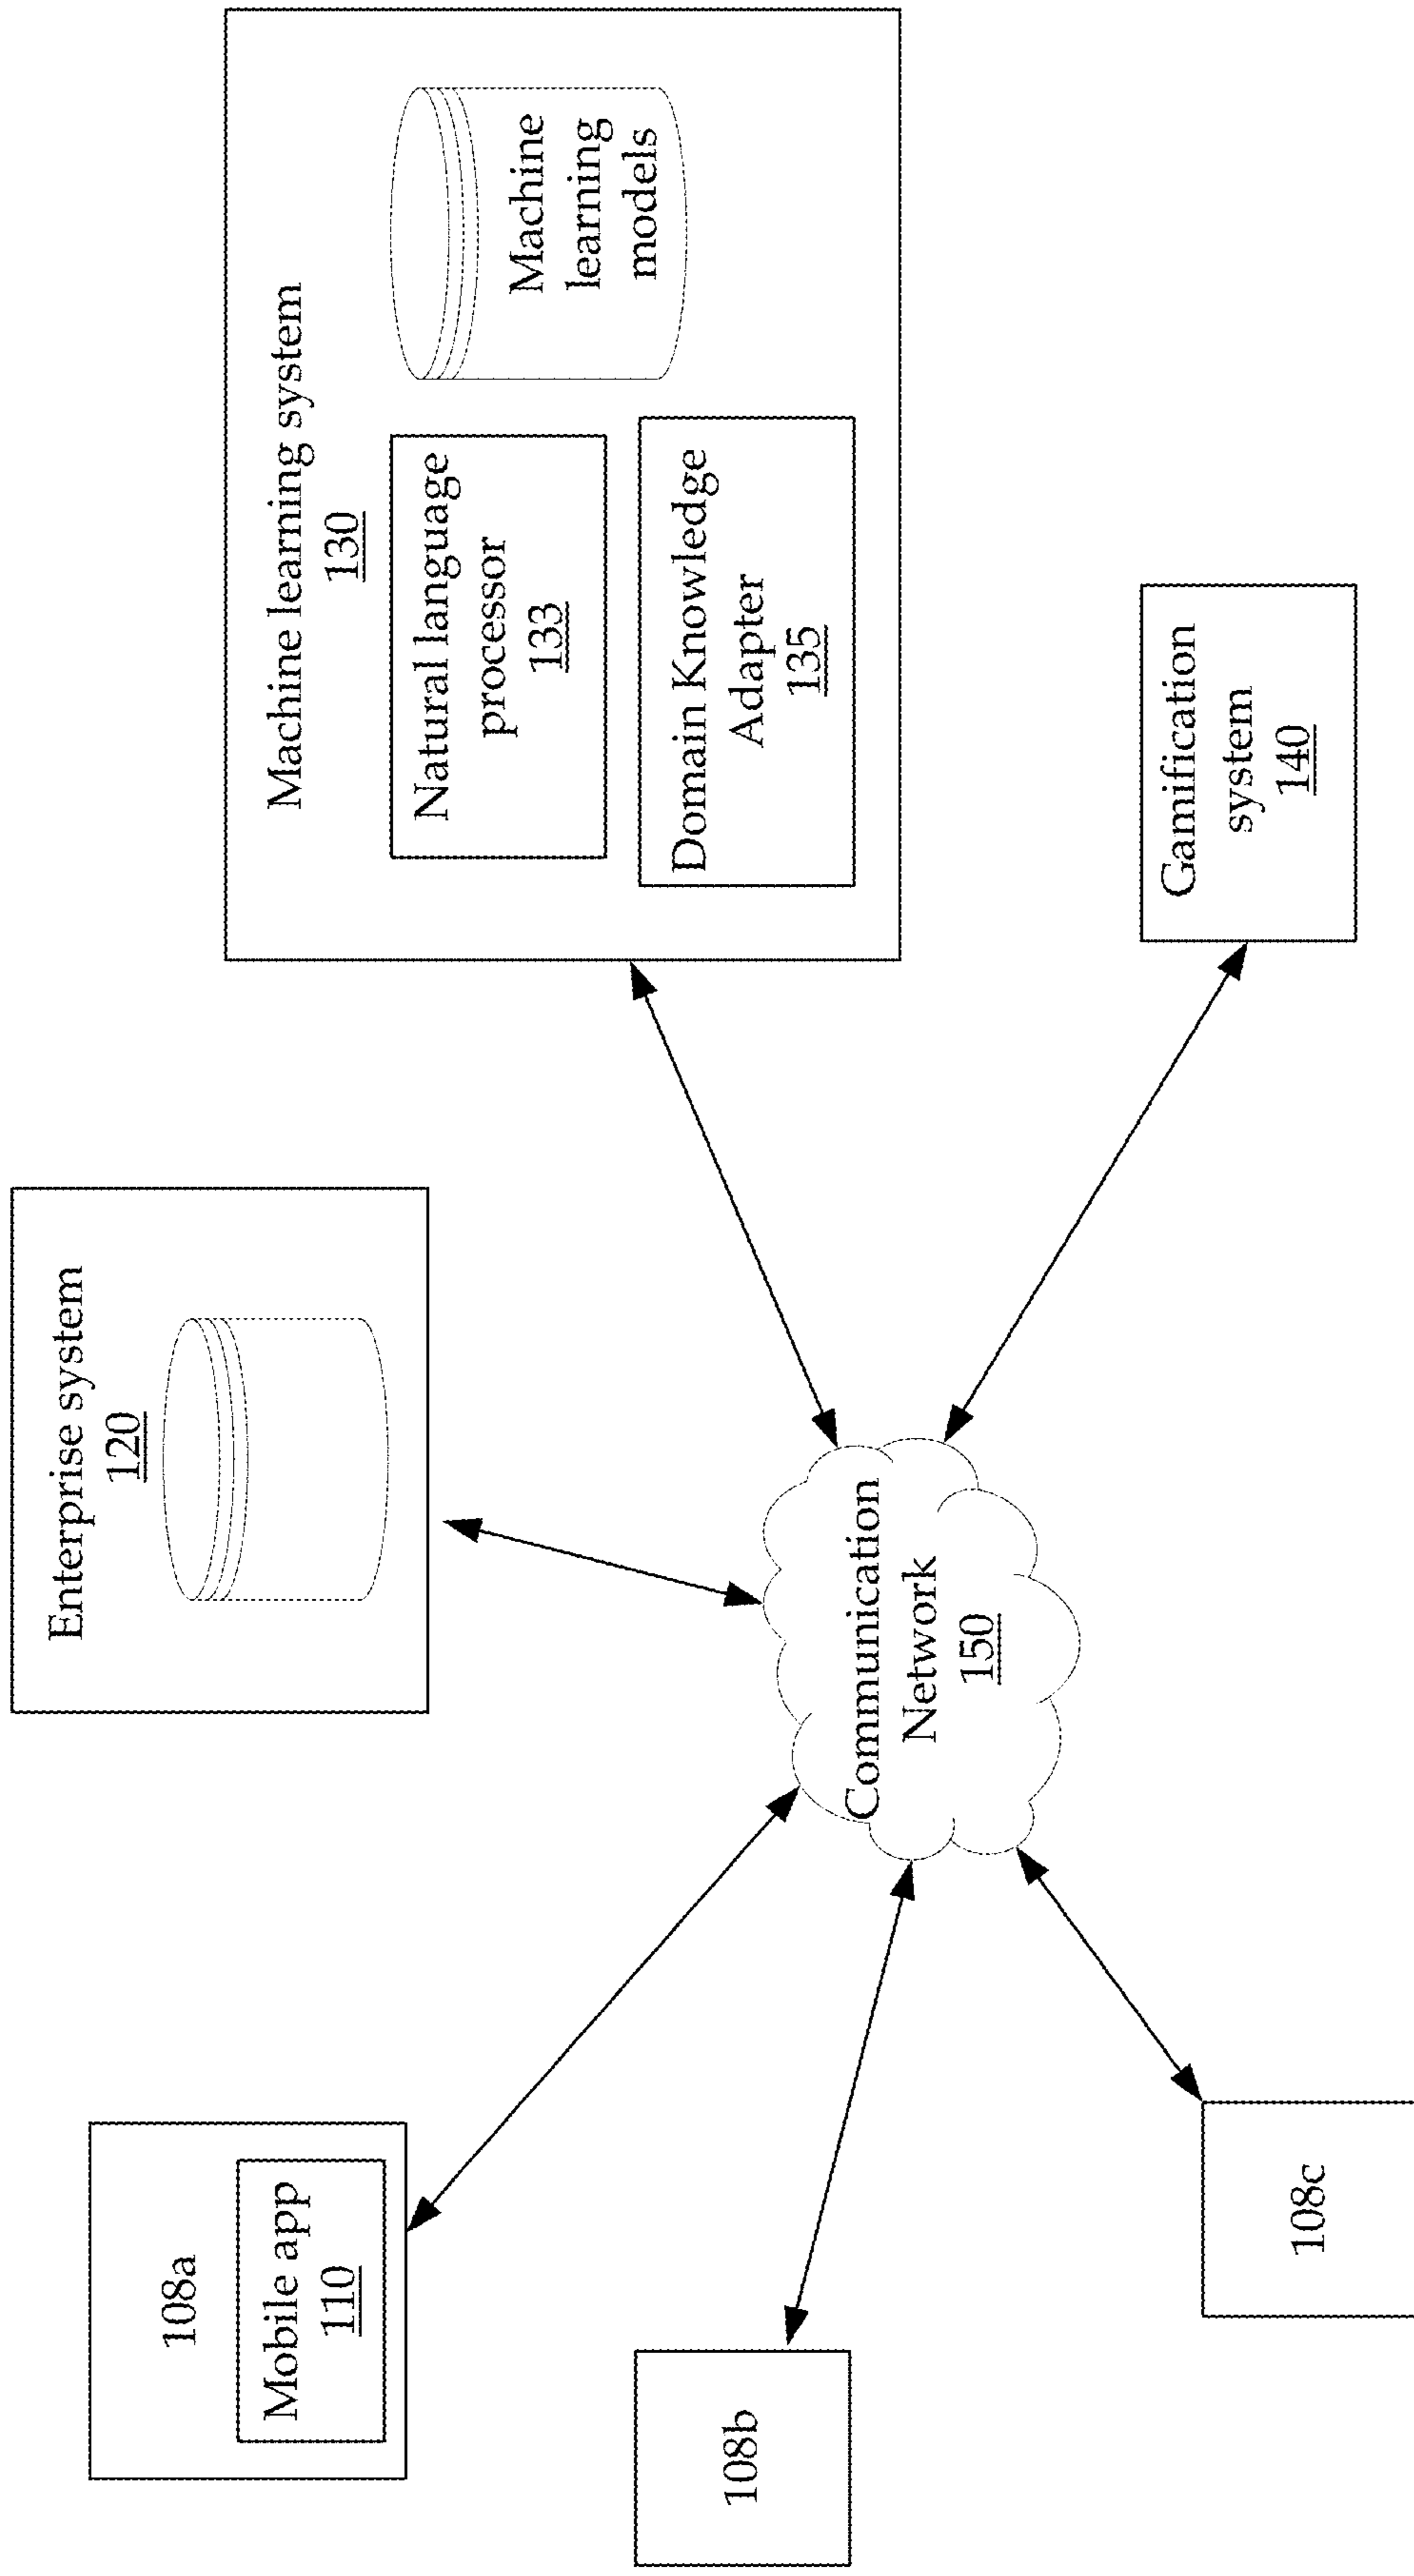 Enterprise system
120
Machine learning system
130
Natural language
processor
133
Domain Knowledge
Adapter
135
Machine
learning
models
108a
Mobile app
110
108b
108c
Communication
Network
150
Gamification
system
140